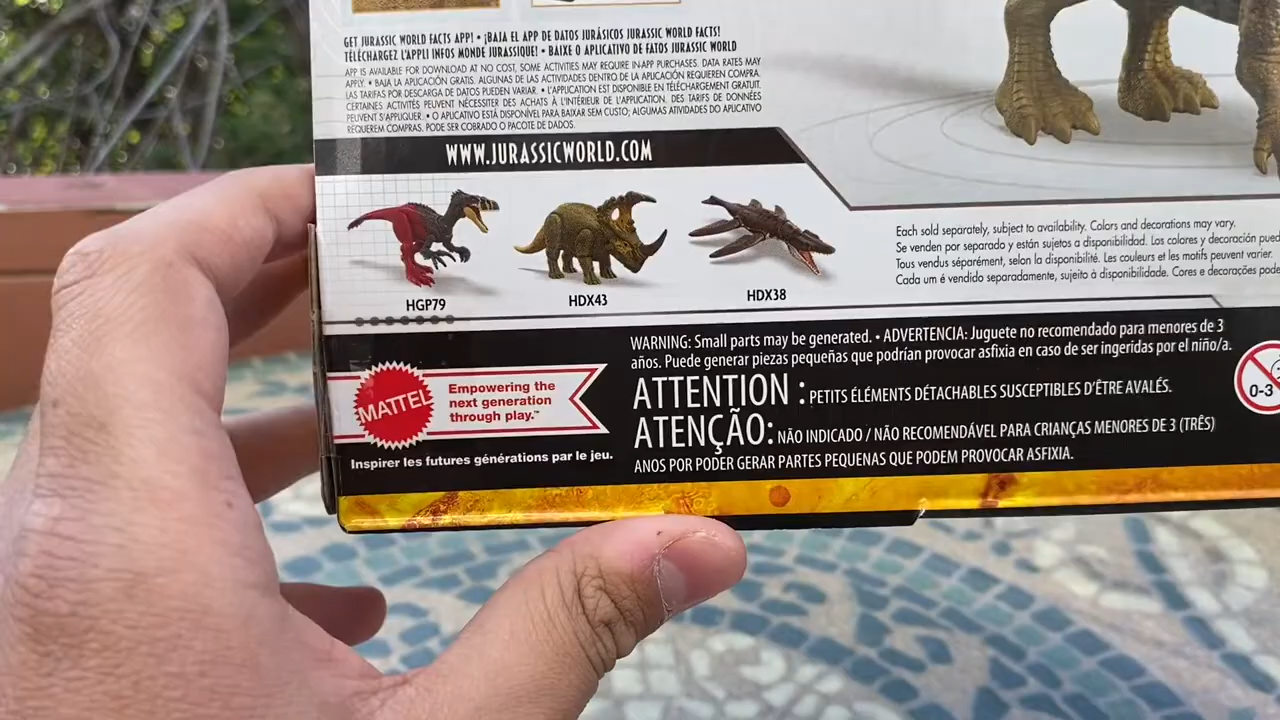 GET JURASSIC WORLD FACTS APP! • ¡BAJA EL APP DE DATOS JURÁSICOS JURASSIC WORLD FACTS!
TÉLÉCHARGEZ L'APPLI INFOS MONDE JURASSIQUE! • BAIXE O APLICATIVO DE FATOS JURASSIC WORLD
APP IS AVAILABLE FOR DOWNLOAD AT NO COST, SOME ACTIVITIES MAY REQUIRE IN-APP PURCHASES. DATA RATES MAY
APPLY. • BAJA LA APLICACIÓN GRATIS. ALGUNAS DE LAS ACTIVIDADES DENTRO DE LA APLICACIÓN REQUIEREN COMPRA.
LAS TARIFAS POR DESCARGA DE DATOS PUEDEN VARIAR. • L'APPLICATION EST DISPONIBLE EN TÉLÉCHARGEMENT GRATUIT.
CERTAINES ACTIVITÉS PEUVENT NÉCESSITER DES ACHATS À L'INTÉRIEUR DE L'APPLICATION. DES TARIFS DE DONNÉES
PEUVENT S'APPLIQUER. • O APLICATIVO ESTÁ DISPONÍVEL PARA BAIXAR SEM CUSTO; ALGUMAS ATIVIDADES DO APLICATIVO
REQUEREM COMPRAS. PODE SER COBRADO O PACOTE DE DADOS.
WWW.JURASSICWORLD.COM
HGP79
HDX43
HDX38
Each sold separately, subject to availability. Colors and decorations may vary.
Se venden por separado y están sujetos a disponibilidad. Los colores y decoración pued
Tous vendus séparément, selon la disponibilité. Les couleurs et les motifs peuvent varier.
Cada um é vendido separadamente, sujeito à disponibilidade. Cores e decorações pode
MATTEL
Empowering the
next generation
through play.™
Inspirer les futures générations par le jeu.
WARNING: Small parts may be generated. • ADVERTENCIA: Juguete no recomendado para menores de 3
años. Puede generar piezas pequeñas que podrían provocar asfixia en caso de ser ingeridas por el niño/a.
ATTENTION : PETITS ÉLÉMENTS DÉTACHABLES SUSCEPTIBLES D'ÊTRE AVALÉS.
ATENÇÃO: NÃO INDICADO / NÃO RECOMENDÁVEL PARA CRIANÇAS MENORES DE 3 (TRÊS)
ANOS POR PODER GERAR PARTES PEQUENAS QUE PODEM PROVOCAR ASFIXIA.
0-3